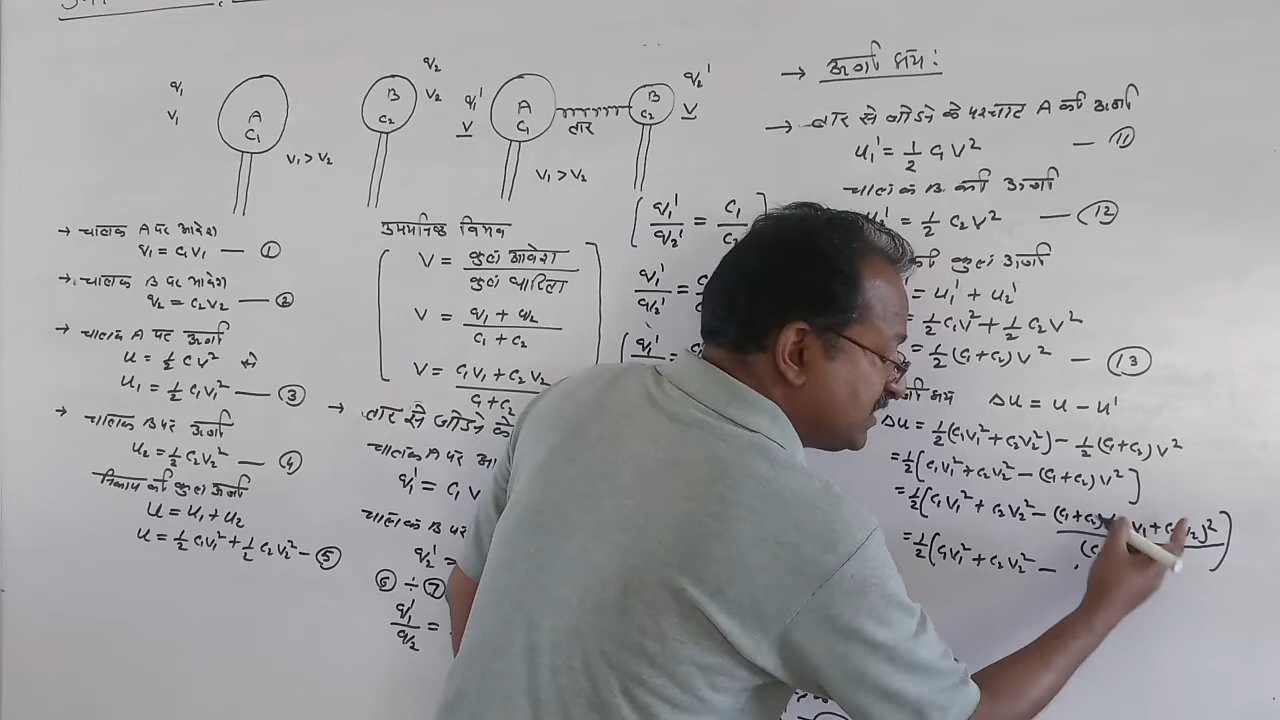 q₁
V₁
A
C₁
V₁ > V₂
q₂
V₂
B
C₂
q₁'
V
A
C₁
तार
V₁ > V₂
B
C₂
q₂'
V
→ चालक A पर आवेश
q₁ = C₁V₁ — ①
→ चालक B पर आवेश
q₂ = C₂V₂ — ②
→ चालक A पर ऊर्जा
U = ½ CV² से
U₁ = ½ C₁V₁² — ③
→ चालक B पर ऊर्जा
U₂ = ½ C₂V₂² — ④
निकाय की कुल ऊर्जा
U = U₁ + U₂
U = ½ C₁V₁² + ½ C₂V₂² — ⑤
उभयनिष्ठ विभव
V = कुल आवेश / कुल धारिता
V = q₁ + q₂ / C₁ + C₂
V = C₁V₁ + C₂V₂ / C₁ + C₂
→ तार से जोड़ने के
चालक A पर आ
q₁' = C₁V
चालक B पर
q₂' =
⑥ ÷ ⑦
q₁' / q₂ =
q₁' / q₂' = C₁ / C₂
q₁' / q₂' =
q₁'
→ ऊर्जा क्षय :
→ तार से जोड़ने के पश्चात A की ऊर्जा
U₁' = ½ C₁V² — ⑪
चालक B की ऊर्जा
U₂' = ½ C₂V² — ⑫
की कुल ऊर्जा
= U₁' + U₂'
= ½ C₁V² + ½ C₂V²
= ½ (C₁ + C₂) V² — ⑬
क्षय ΔU = U - U'
ΔU = ½ (C₁V₁² + C₂V₂²) - ½ (C₁ + C₂) V²
= ½ [C₁V₁² + C₂V₂² - (C₁ + C₂) V²]
= ½ [C₁V₁² + C₂V₂² - (C₁ + C₂) V₁ +
= ½ [C₁V₁² + C₂V₂² -